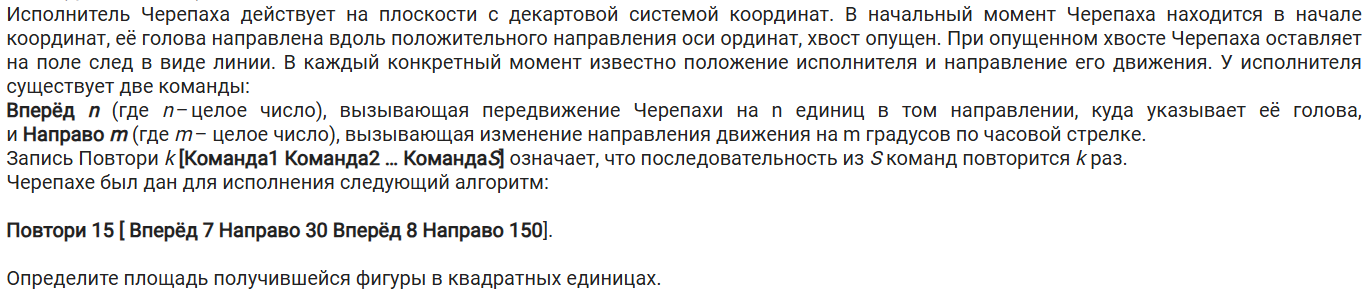 Исполнитель Черепаха действует на плоскости с декартовой системой координат. В начальный момент Черепаха находится в начале
координат, её голова направлена вдоль положительного направления оси ординат, хвост опущен. При опущенном хвосте Черепаха оставляет
на поле след в виде линии. В каждый конкретный момент известно положение исполнителя и направление его движения. У исполнителя
существует две команды:
Вперёд n (где n – целое число), вызывающая передвижение Черепахи на n единиц в том направлении, куда указывает её голова,
и Направо m (где m – целое число), вызывающая изменение направления движения на m градусов по часовой стрелке.
Запись Повтори k [Команда1 Команда2 … КомандаS] означает, что последовательность из S команд повторится k раз.
Черепахе был дан для исполнения следующий алгоритм:
Повтори 15 [ Вперёд 7 Направо 30 Вперёд 8 Направо 150].
Определите площадь получившейся фигуры в квадратных единицах.